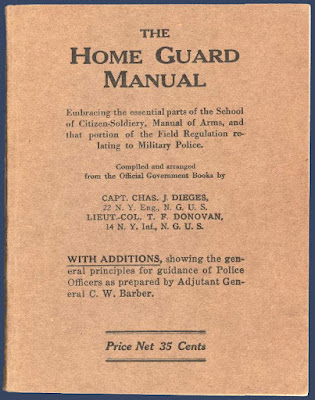 THE
HOME GUARD
MANUAL
Embracing the essential parts of the School
of Citizen-Soldiery, Manual of Arms, and
that portion of the Field Regulation re-
lating to Military Police.
Compiled and arranged
from the Official Government Books by
CAPT. CHAS. J. DIEGES,
22 N. Y. Eng., N. G. U. S.
LIEUT.-COL. T. F. DONOVAN,
14 N. Y. Inf., N. G. U. S.
WITH ADDITIONS, showing the gen-
eral principles for guidance of Police
Officers as prepared by Adjutant Gen-
eral C. W. Barber.
Price Net 35 Cents